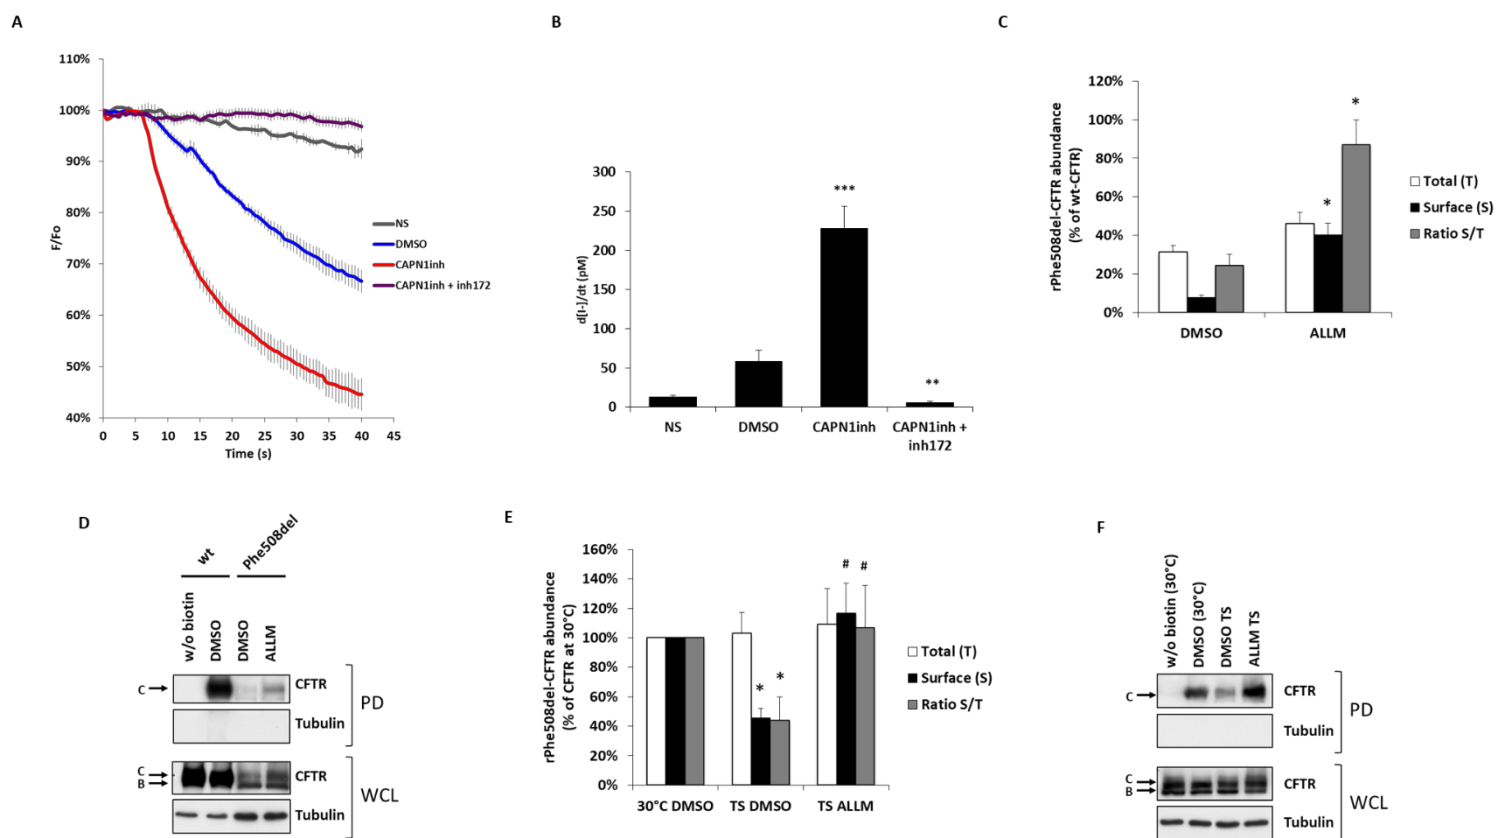 A
110%
100%
90%
80%
70%
60%
50%
40%
F/Fo
0 5 10 15 20 25 30 35 40 45
Time (s)
NS
DMSO
CAPN1inh
CAPN1inh + inh172
B
300
250
200
150
100
50
0
d[I-]/dt (pM)
***
**
NS DMSO CAPN1inh CAPN1inh +
inh172
C
120%
100%
80%
60%
40%
20%
0%
rPhe508del-CFTR abundance
(% of wt-CFTR)
*
*
DMSO ALLM
Total (T)
Surface (S)
Ratio S/T
D
wt Phe508del
w/o biotin
DMSO
DMSO
ALLM
C
CFTR
Tubulin
PD
C
B
CFTR
Tubulin
WCL
E
160%
140%
120%
100%
80%
60%
40%
20%
0%
rPhe508del-CFTR abundance
(% of CFTR at 30°C)
* *
# #
30°C DMSO TS DMSO TS ALLM
Total (T)
Surface (S)
Ratio S/T
F
w/o biotin (30°C)
DMSO (30°C)
DMSO TS
ALLM TS
C
CFTR
Tubulin
PD
C
B
CFTR
Tubulin
WCL